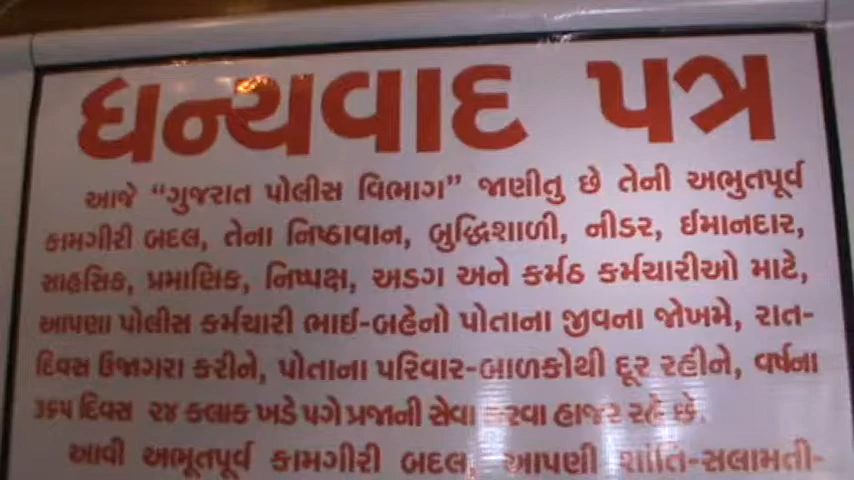 ધન્યવાદ પત્ર
આજે “ગુજરાત પોલીસ વિભાગ” જાણીતુ છે તેની અભુતપૂર્વ
કામગીરી બદલ, તેના નિષ્ઠાવાન, બુદ્ધિશાળી, નીડર, ઈમાનદાર,
સાહસિક, પ્રમાણિક, નિષ્પક્ષ, અડગ અને કર્મઠ કર્મચારીઓ માટે,
આપણા પોલીસ કર્મચારી ભાઈ-બહેનો પોતાના જીવના જોખમે, રાત-
દિવસ ઉજાગરા કરીને, પોતાના પરિવાર-બાળકોથી દૂર રહીને, વર્ષના
૩૬૫ દિવસ ૨૪ કલાક ખડે પગે પ્રજાની સેવા કરવા હાજર રહે છે.
આવી અભૂતપૂર્વ કામગીરી બદલ, આપણી શાંતિ-સલામતી-